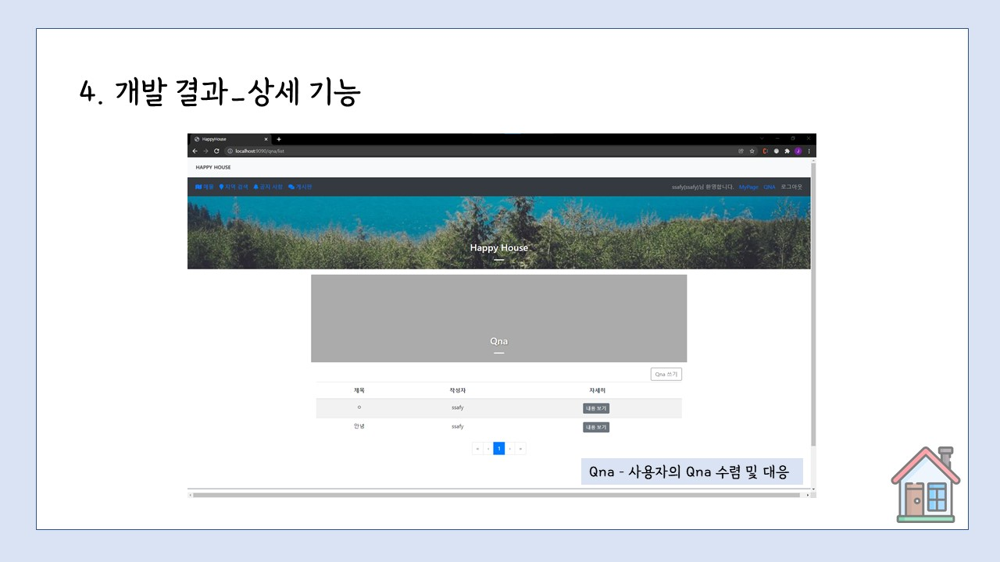 4. 개발 결과_상세 기능
HappyHouse
localhost:9090/qna/list
HAPPY HOUSE
매물 지역 검색 공지 사항 게시판
ssafy(ssafy)님 환영합니다. MyPage QNA 로그아웃
Happy House
Qna
Qna 쓰기
제목 작성자 자세히
ㅇ ssafy 내용 보기
안녕 ssafy 내용 보기
« ‹ 1 › »
Qna - 사용자의 Qna 수렴 및 대응